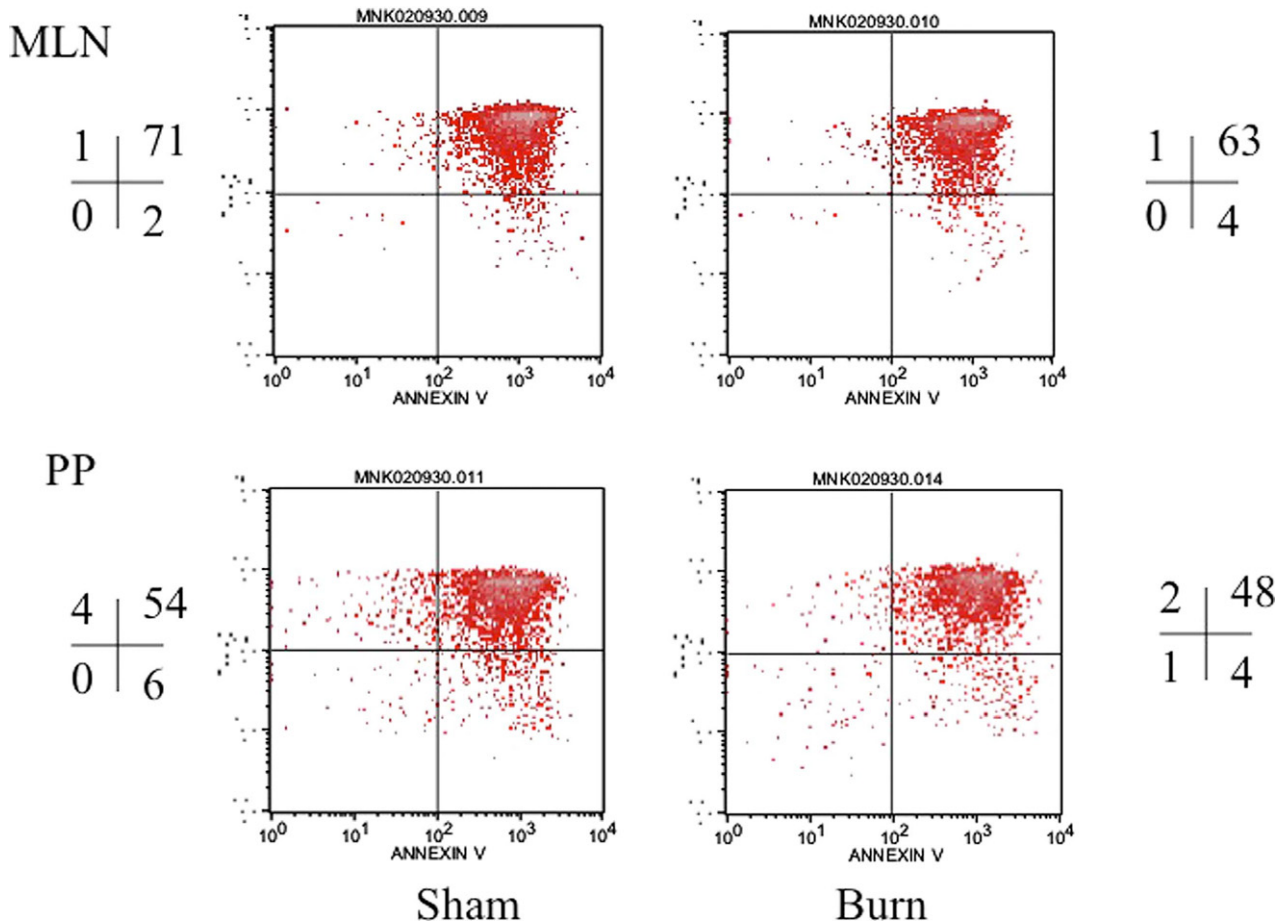 MLN
MNK020930.009
MNK020930.010
1 71
0 2
1 63
0 4
10⁰ 10¹ 10² 10³ 10⁴
ANNEXIN V
10⁰ 10¹ 10² 10³ 10⁴
ANNEXIN V
PP
MNK020930.011
MNK020930.014
4 54
0 6
2 48
1 4
10⁰ 10¹ 10² 10³ 10⁴
ANNEXIN V
10⁰ 10¹ 10² 10³ 10⁴
ANNEXIN V
Sham
Burn